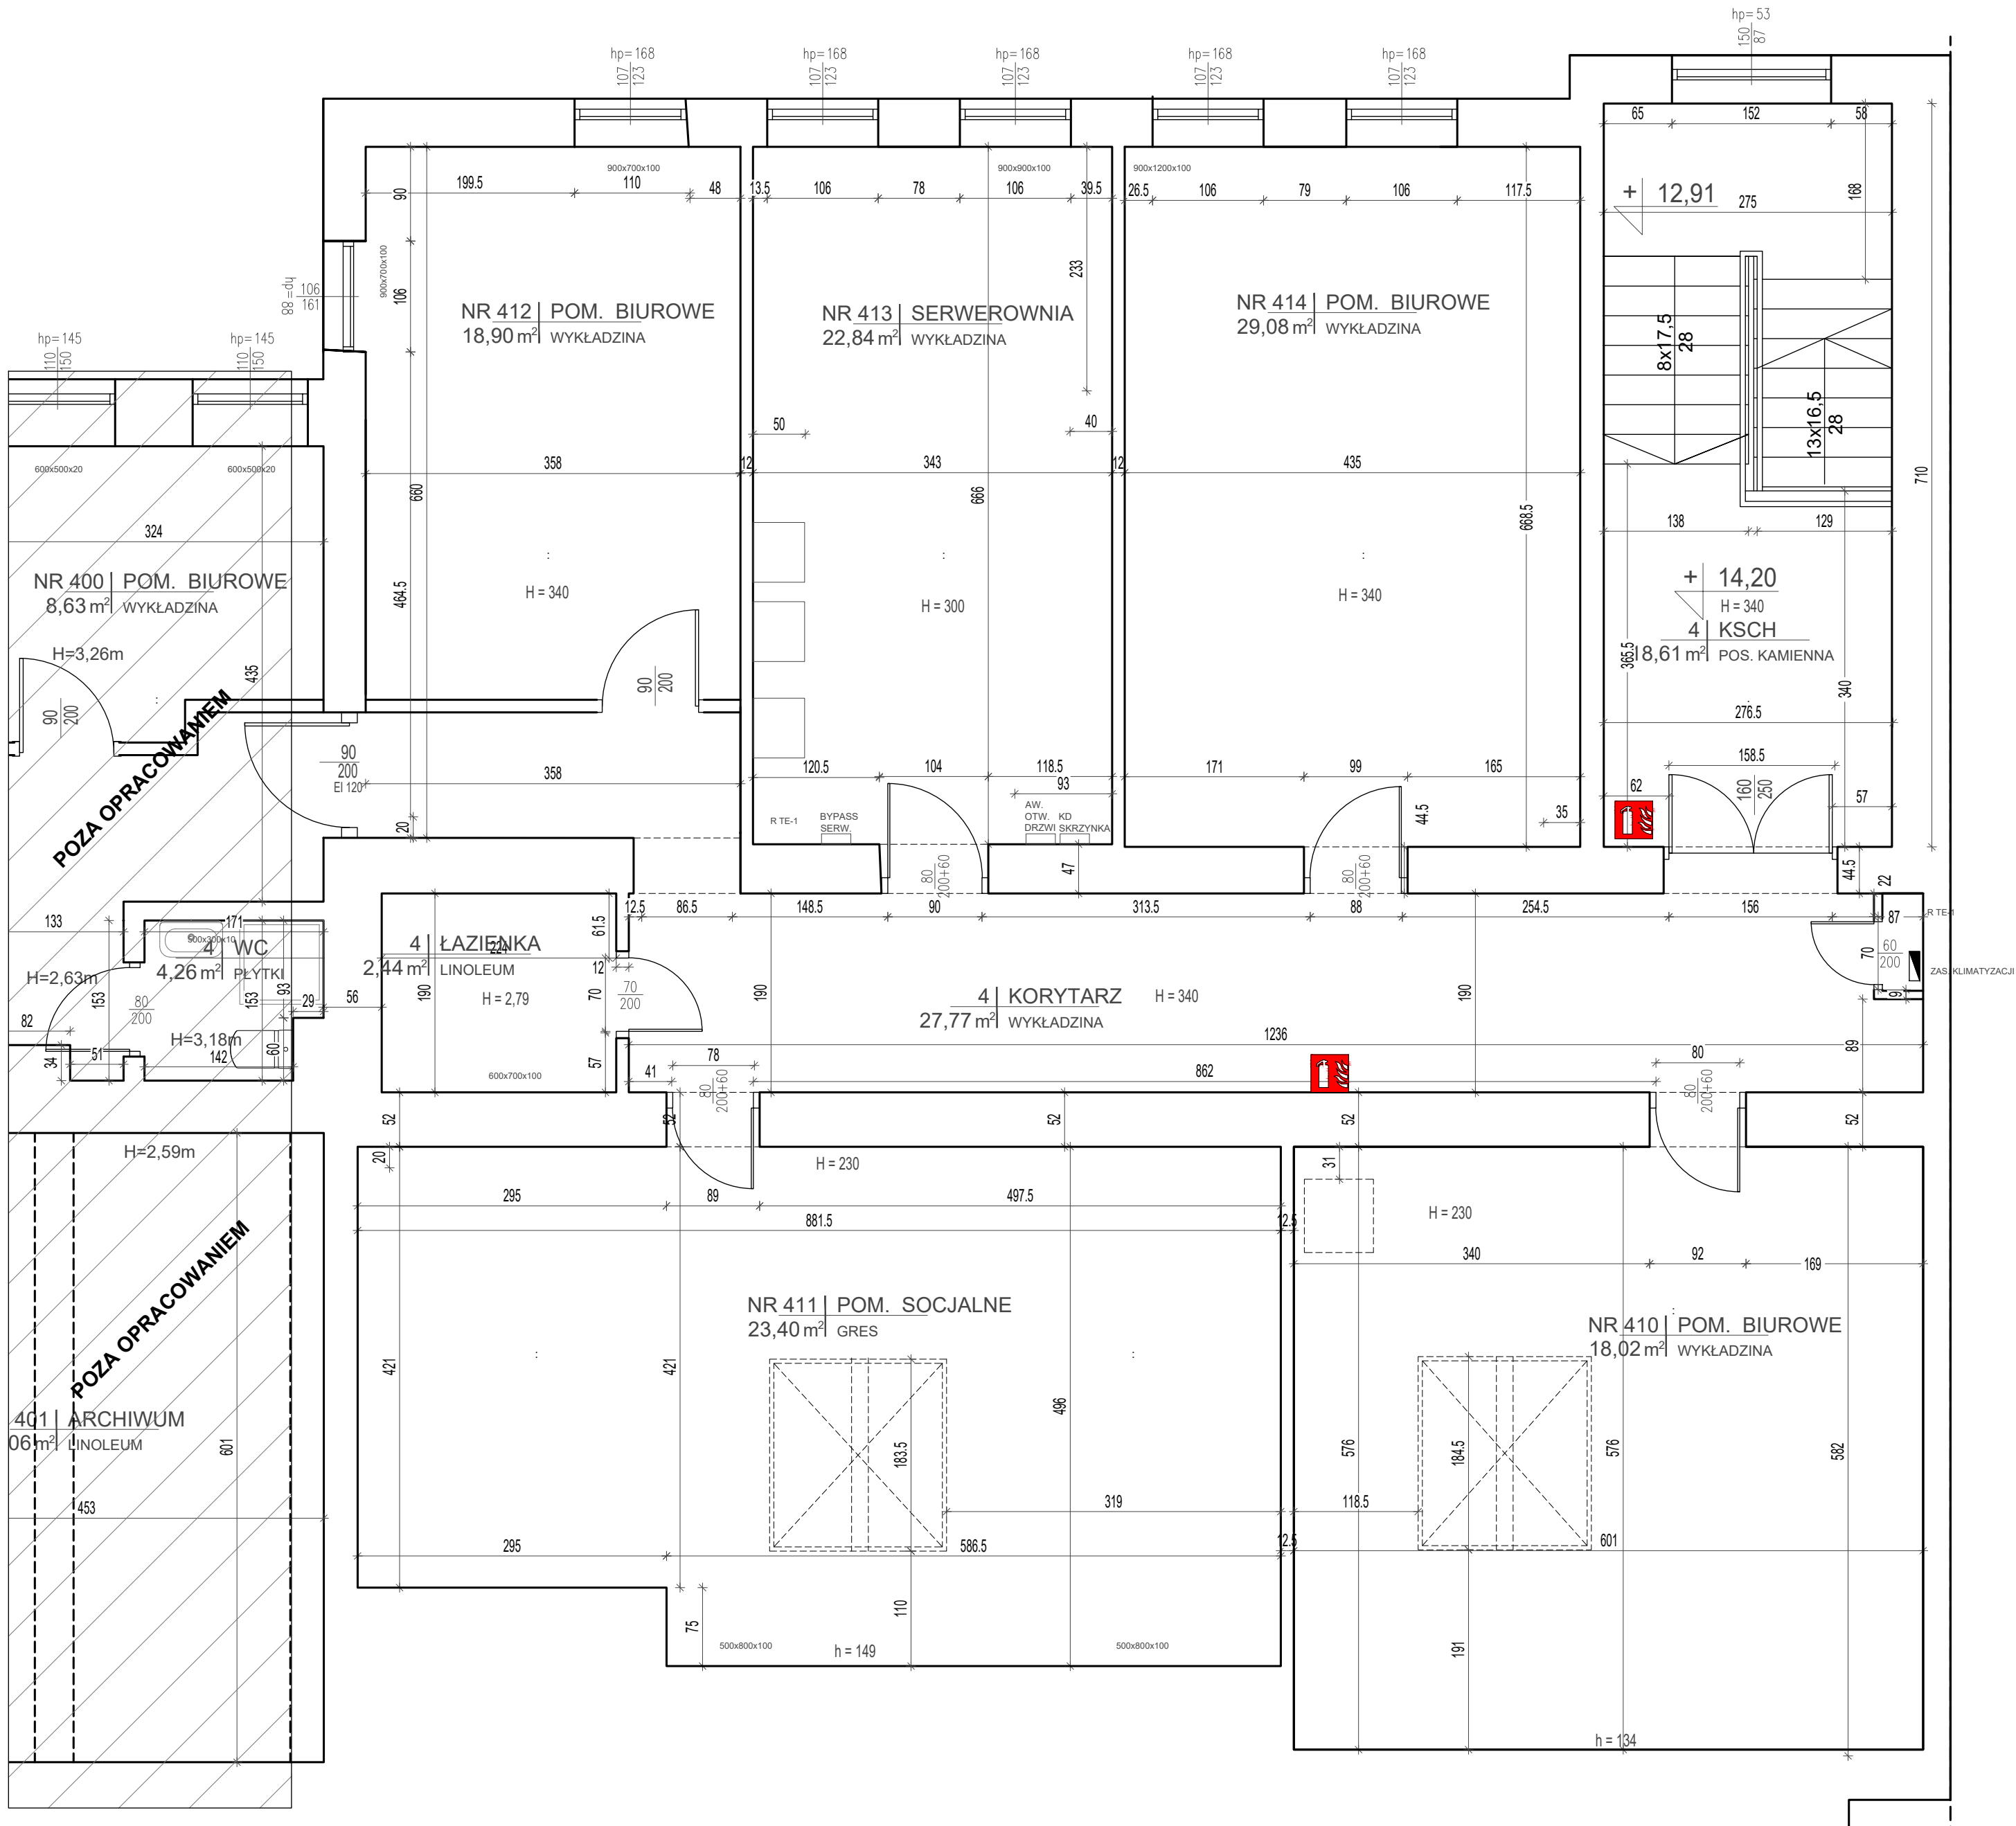 hp= 53
150
87
hp= 168
107
123
hp= 168
107
123
hp= 168
107
123
hp= 168
107
123
hp= 168
107
123
65
152
58
900x700x100
900x900x100
900x1200x100
199.5
110
48
13.5
106
78
106
39.5
26.5
106
79
106
117.5
90
+ 12,91
275
168
900x700x100
106
233
hp= 88
106
161
NR 412 POM. BIUROWE
18,90 m² WYKŁADZINA
NR 413 SERWEROWNIA
22,84 m² WYKŁADZINA
NR 414 POM. BIUROWE
29,08 m² WYKŁADZINA
8x17,5
28
13x16,5
28
hp= 145
110
150
hp= 145
110
150
50
40
600x500x20
600x500x20
358
12
343
12
435
660
666
668.5
710
324
138
129
NR 400 POM. BIUROWE
8,63 m² WYKŁADZINA
H=3,26m
464.5
H = 340
H = 300
H = 340
+ 14,20
H = 340
4 KSCH
18,61 m² POS. KAMIENNA
365.5
340
435
90
200
90
200
276.5
POZA OPRACOWANIEM
90
200
EI 120
358
120.5
104
118.5
93
171
99
165
158.5
62
160
250
57
20
R TE-1
BYPASS
SERW.
AW.
OTW.
DRZWI
KD
SKRZYNKA
44.5
35
47
80
200+60
80
200+60
44.5
22
133
171
500x300x10
4 WC
4,26 m² PŁYTKI
H=2,63m
153
153
93
29
56
82
80
200
H=3,18m
34
51
142
60
4 ŁAZIENKA
2,44 m² LINOLEUM
224
H = 2,79
190
61.5
12
70
57
70
200
600x700x100
12.5
86.5
148.5
90
313.5
88
254.5
156
87
R TE-1
70
60
200
ZAS. KLIMATYZACJI
9
190
4 KORYTARZ
27,77 m² WYKŁADZINA
H = 340
190
1236
89
41
78
862
80
80
200+60
80
200+60
52
52
52
52
52
H=2,59m
20
H = 230
31
H = 230
295
89
497.5
881.5
12.5
340
92
169
NR 411 POM. SOCJALNE
23,40 m² GRES
NR 410 POM. BIUROWE
18,02 m² WYKŁADZINA
POZA OPRACOWANIEM
401 ARCHIWUM
06 m² LINOLEUM
601
453
421
421
496
183.5
576
184.5
576
582
319
118.5
295
586.5
12.5
601
110
75
191
500x800x100
h = 149
500x800x100
h = 134